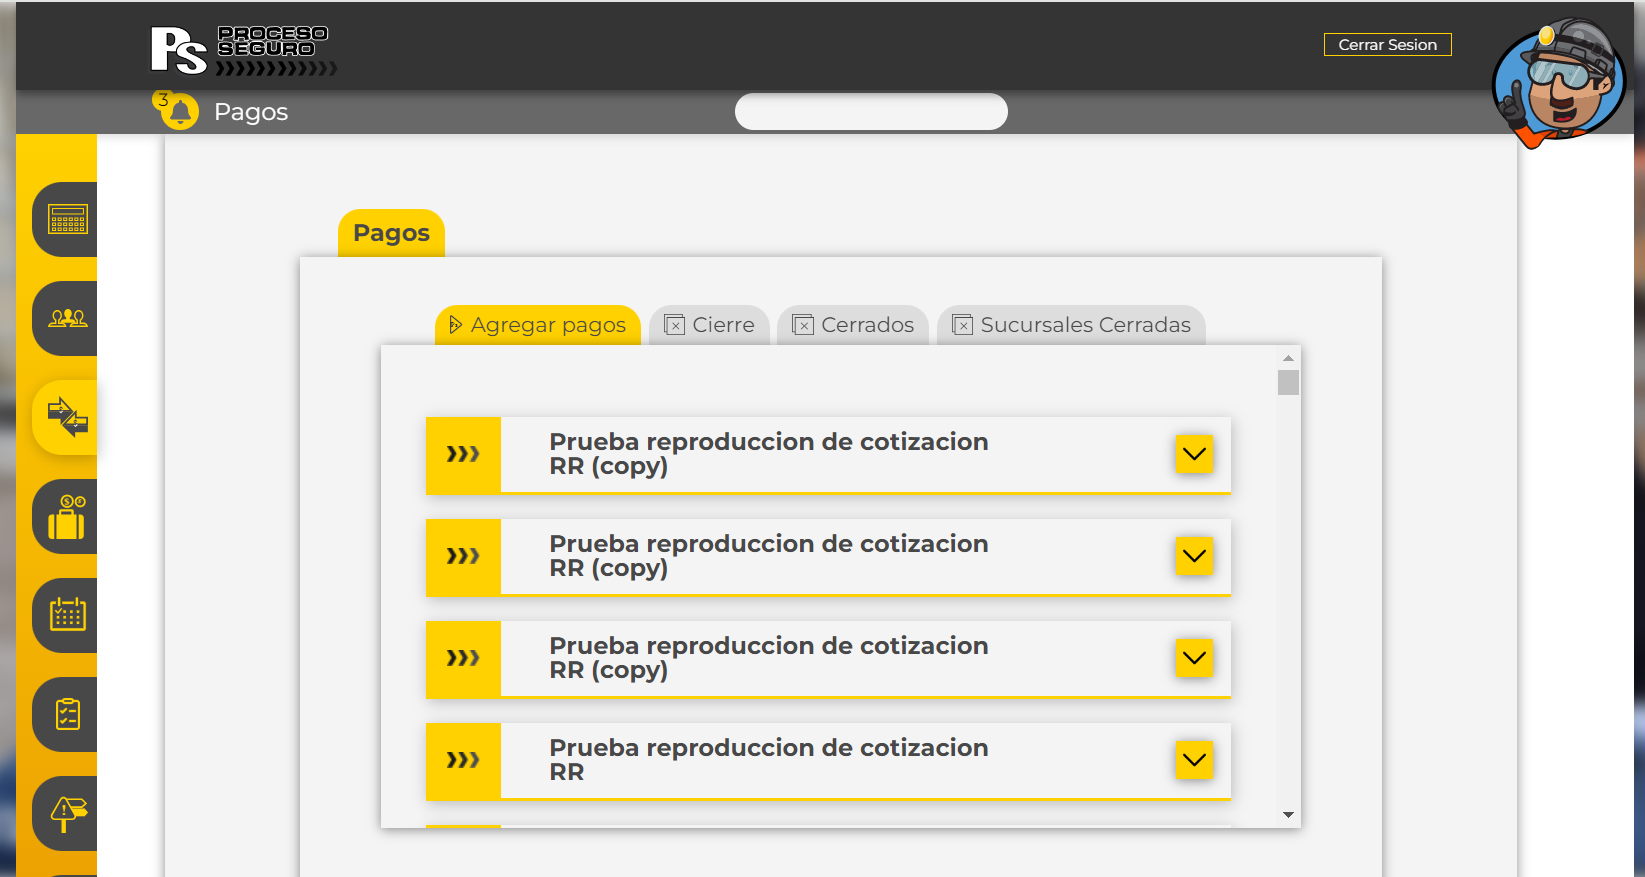 PS PROCESO
SEGURO
Cerrar Sesion
3
Pagos
Pagos
Agregar pagos
Cierre
Cerrados
Sucursales Cerradas
Prueba reproduccion de cotizacion
RR (copy)
Prueba reproduccion de cotizacion
RR (copy)
Prueba reproduccion de cotizacion
RR (copy)
Prueba reproduccion de cotizacion
RR